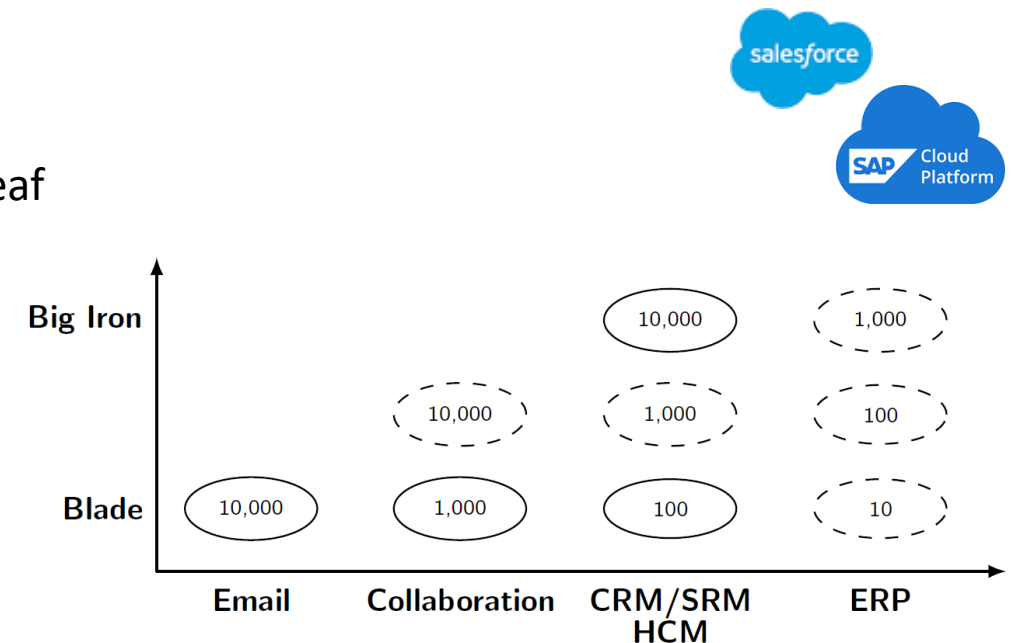 salesforce
SAP Cloud
Platform
eaf
Big Iron 10,000 1,000
10,000 1,000 100
Blade 10,000 1,000 100 10
Email Collaboration CRM/SRM ERP
HCM